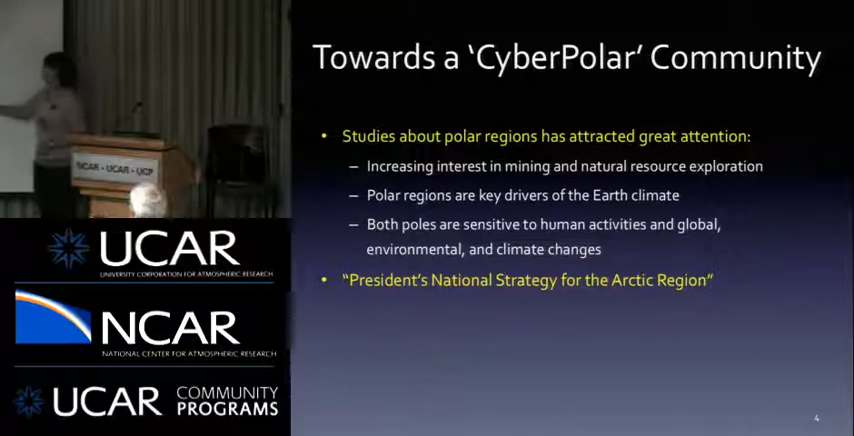 Towards a ‘CyberPolar’ Community
• Studies about polar regions has attracted great attention:
– Increasing interest in mining and natural resource exploration
– Polar regions are key drivers of the Earth climate
– Both poles are sensitive to human activities and global,
environmental, and climate changes
• “President’s National Strategy for the Arctic Region”
4
NCAR - UCAR - UCP
UCAR
UNIVERSITY CORPORATION FOR ATMOSPHERIC RESEARCH
NCAR
NATIONAL CENTER FOR ATMOSPHERIC RESEARCH
UCAR COMMUNITY
PROGRAMS